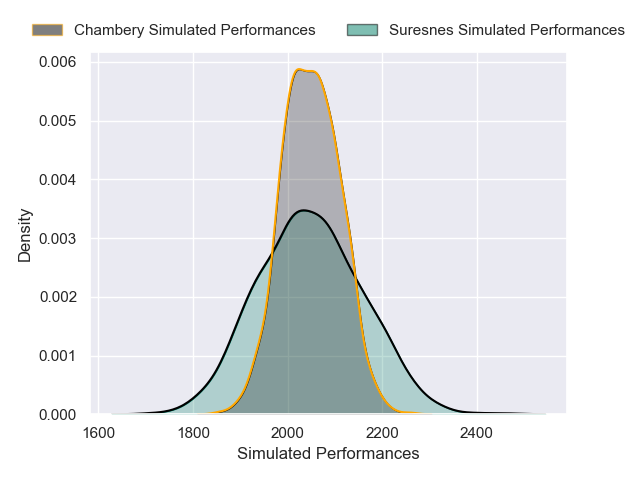 Chambery Simulated Performances
Suresnes Simulated Performances
0.006
0.005
0.004
0.003
0.002
0.001
0.000
Density
1600 1800 2000 2200 2400
Simulated Performances